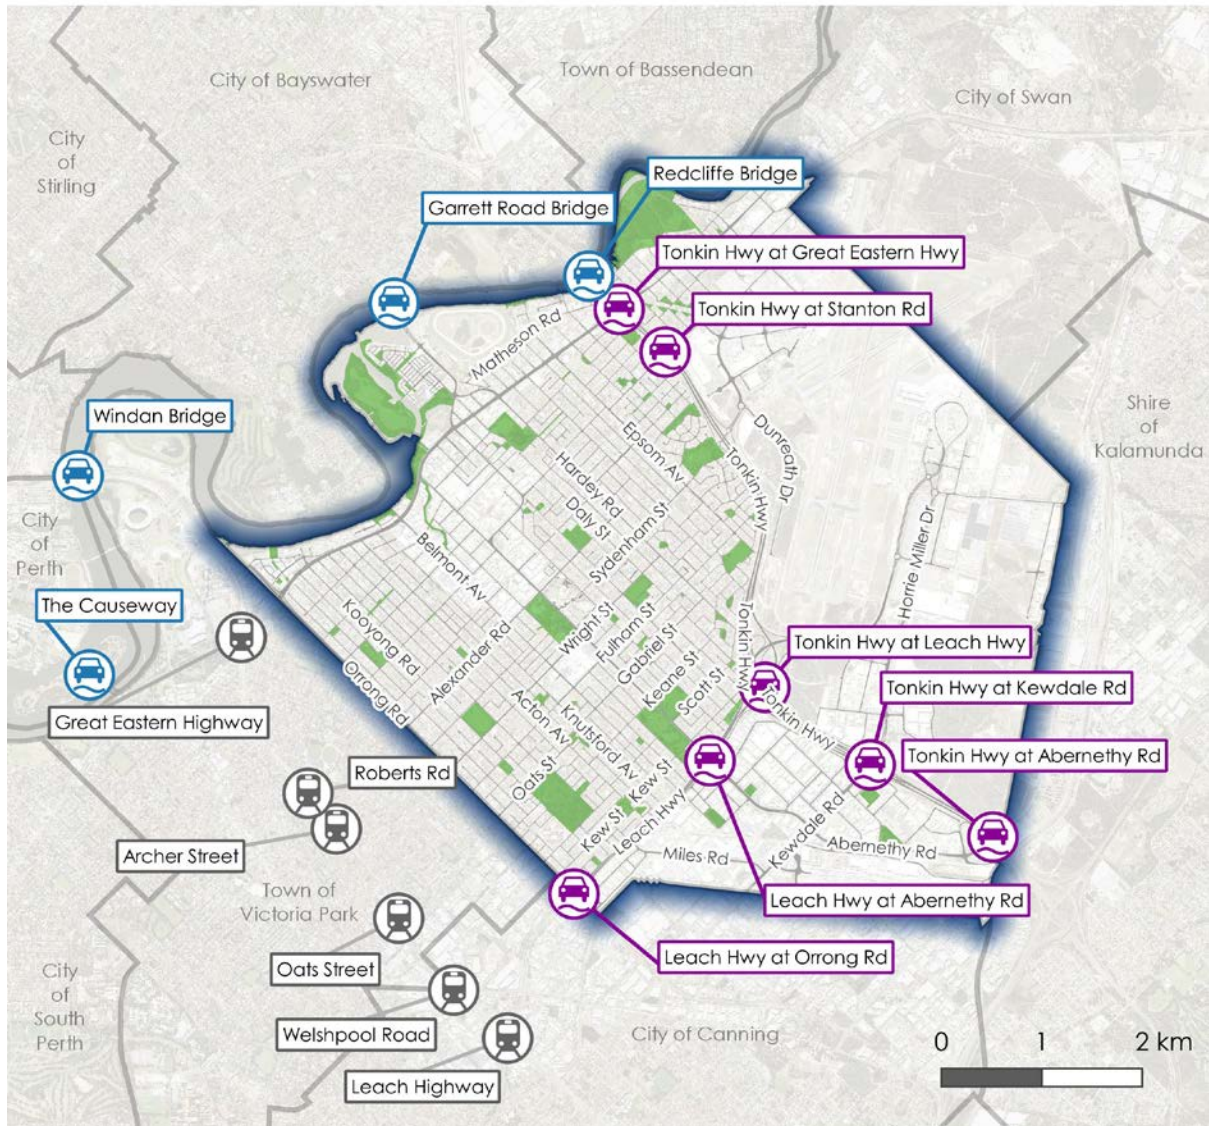 City of Bayswater
Town of Bassendean
City of Swan
City
of
Stirling
Redcliffe Bridge
Garrett Road Bridge
Tonkin Hwy at Great Eastern Hwy
Tonkin Hwy at Stanton Rd
Matheson Rd
Windan Bridge
Shire
of
Kalamunda
Dunreath Dr
Epsom Av
Tonkin Hwy
Hardey Rd
Daly St
Sydenham St
City
of
Perth
Belmont Av
Horrie Miller Dr
The Causeway
Kooyong Rd
Alexander Rd
Wright St
Fulham St
Gabriel St
Tonkin Hwy
Tonkin Hwy at Leach Hwy
Orrong Rd
Keane St
Scott St
Tonkin Hwy at Kewdale Rd
Great Eastern Highway
Acton Av
Knutsford Av
Tonkin Hwy
Tonkin Hwy at Abernethy Rd
Roberts Rd
Oats St
Kew St
Kew St
Leach Hwy
Kewdale Rd
Abernethy Rd
Archer Street
Miles Rd
Town of
Victoria Park
Leach Hwy at Abernethy Rd
Leach Hwy at Orrong Rd
Oats Street
City
of
South
Perth
Welshpool Road
City of Canning
Leach Highway
0 1 2 km